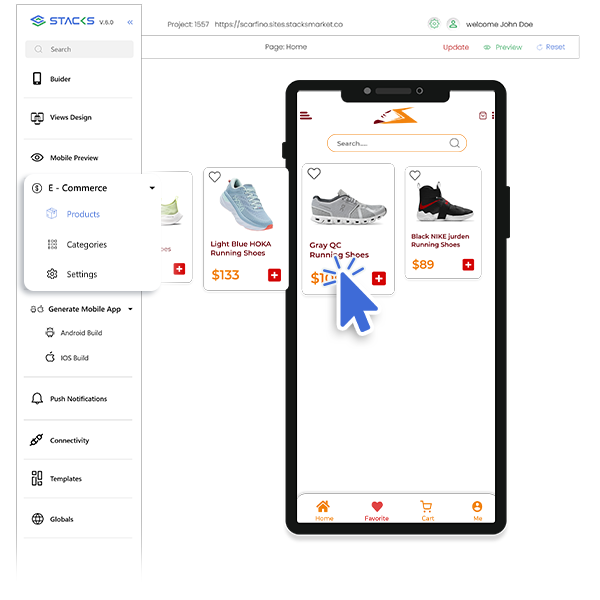 STACKS V.6.0 «
Project: 1557 https://scarfino.sites.stacksmarket.co
welcome John Doe
Page: Home
Update
Preview
Reset
Search
Buider
Views Design
Mobile Preview
E - Commerce
Products
Categories
Settings
Generate Mobile App
Android Build
IOS Build
Push Notifications
Connectivity
Templates
Globals
Search....
oes
Light Blue HOKA
Running Shoes
$133
Gray QC
Running Shoes
Black NIKE jurden
Running Shoes
$89
Home
Favorite
Cart
Me